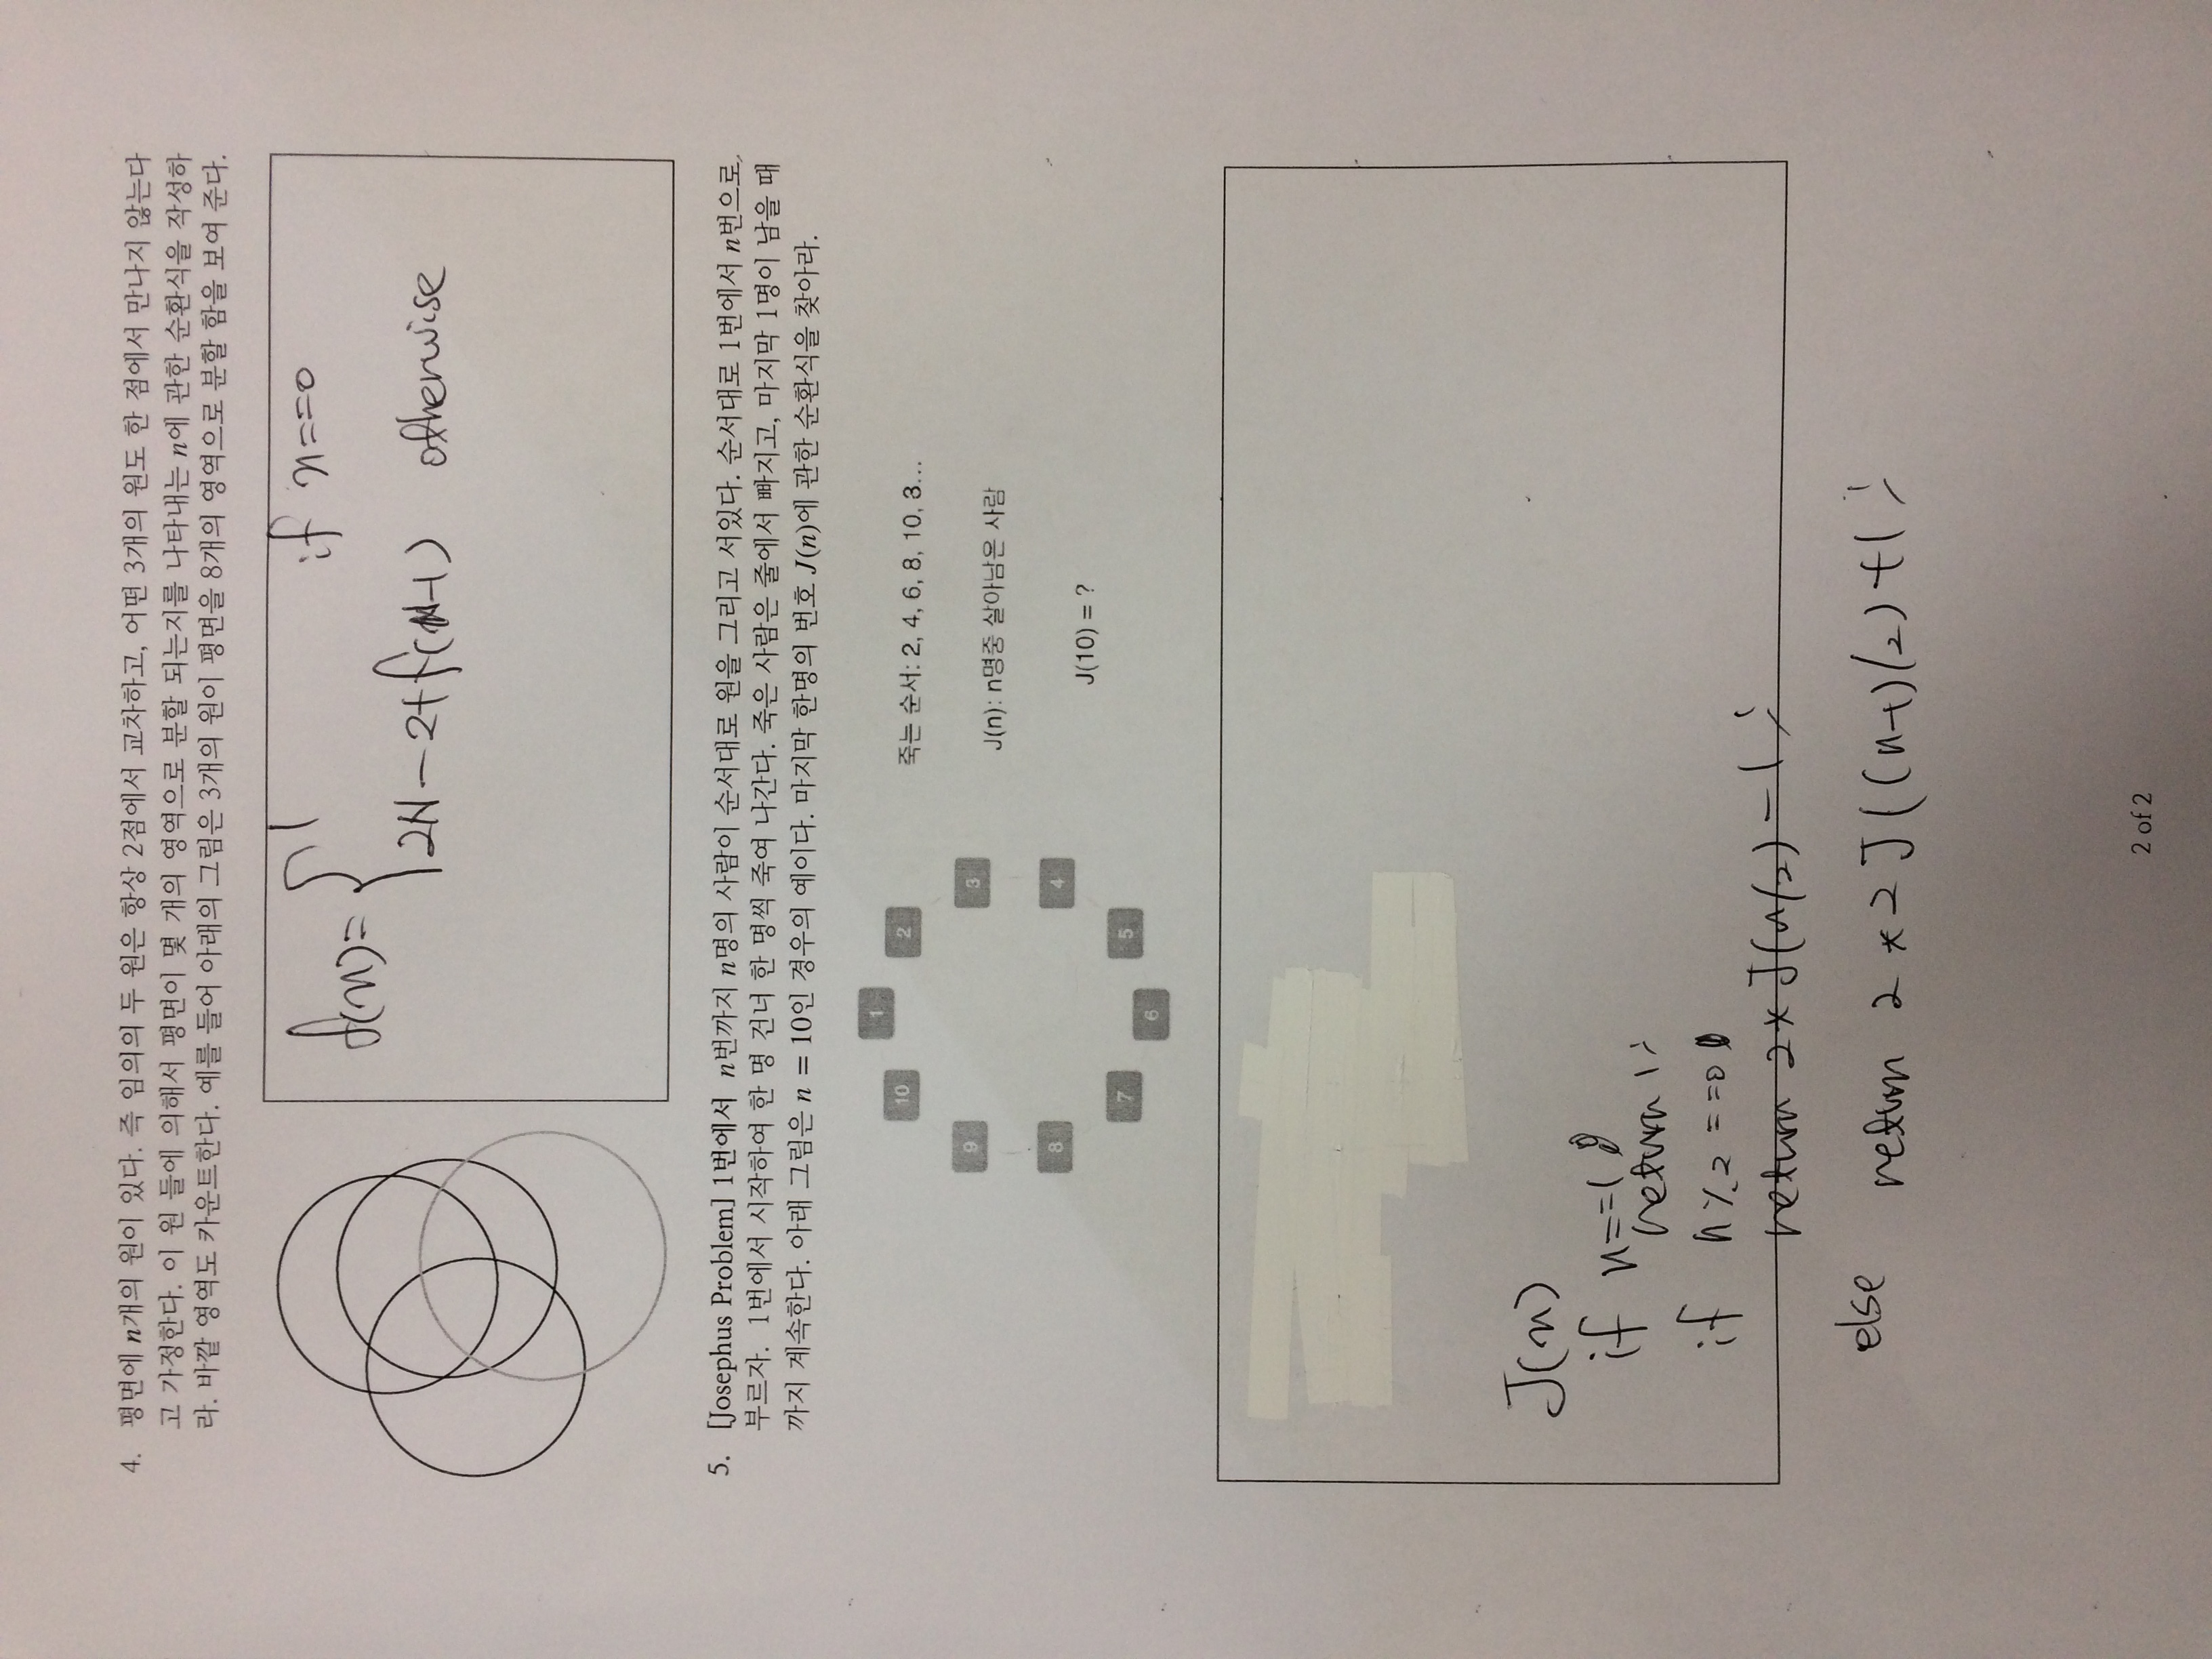 4. 평면에 n개의 원이 있다. 즉 임의의 두 원은 항상 2점에서 교차하고, 어떤 3개의 원도 한 점에서 만나지 않는다
고 가정한다. 이 원 들에 의해서 평면이 몇 개의 영역으로 분할 되는지를 나타내는 n에 관한 순환식을 작성하
라. 바깥 영역도 카운트한다. 예를 들어 아래의 그림은 3개의 원이 평면을 8개의 영역으로 분할 함을 보여 준다.
f(n)= { 1 if n==0
2N-2+f(N-1) otherwise
5. [Josephus Problem] 1번에서 n번까지 n명의 사람이 순서대로 원을 그리고 서있다. 순서대로 1번에서 n번으로
부르자. 1번에서 시작하여 한 명 건너 한 명씩 죽여 나간다. 죽은 사람은 줄에서 빠지고, 마지막 1명이 남을 때
까지 계속한다. 아래 그림은 n = 10인 경우의 예이다. 마지막 한명의 번호 J(n)에 관한 순환식을 찾아라.
1
10
2
죽는 순서: 2, 4, 6, 8, 10, 3...
9
3
J(n): n명중 살아남은 사람
8
4
J(10) = ?
7
5
6
J(n)
if n==1
return 1;
if n%2 ==0
return 2*J(n/2)-1;
else return 2*2J((n-1)/2)+1;
2 of 2